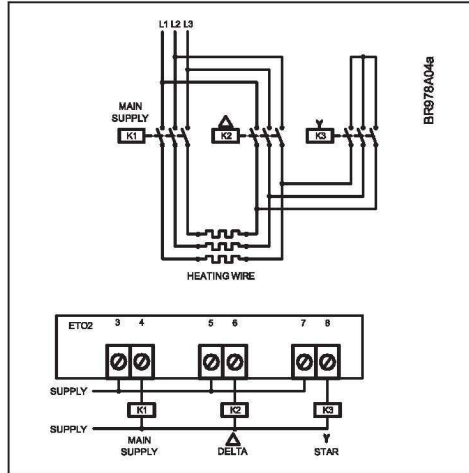 L1 L2 L3
BR978A04a
MAIN
SUPPLY
K1
K2
Y
K3
HEATING WIRE
ETO2
3 4 5 6 7 8
SUPPLY
K1 K2 K3
SUPPLY
MAIN
SUPPLY
DELTA
Y
STAR